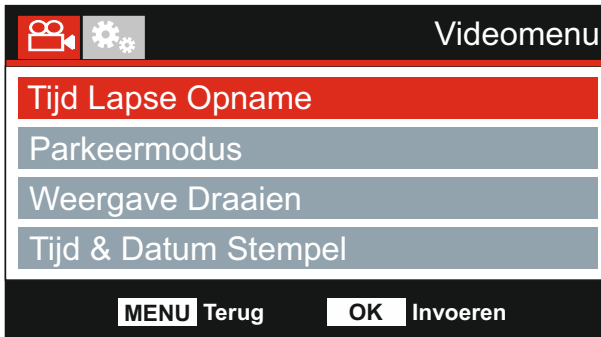 Videomenu
Tijd Lapse Opname
Parkeermodus
Weergave Draaien
Tijd & Datum Stempel
MENU Terug OK Invoeren